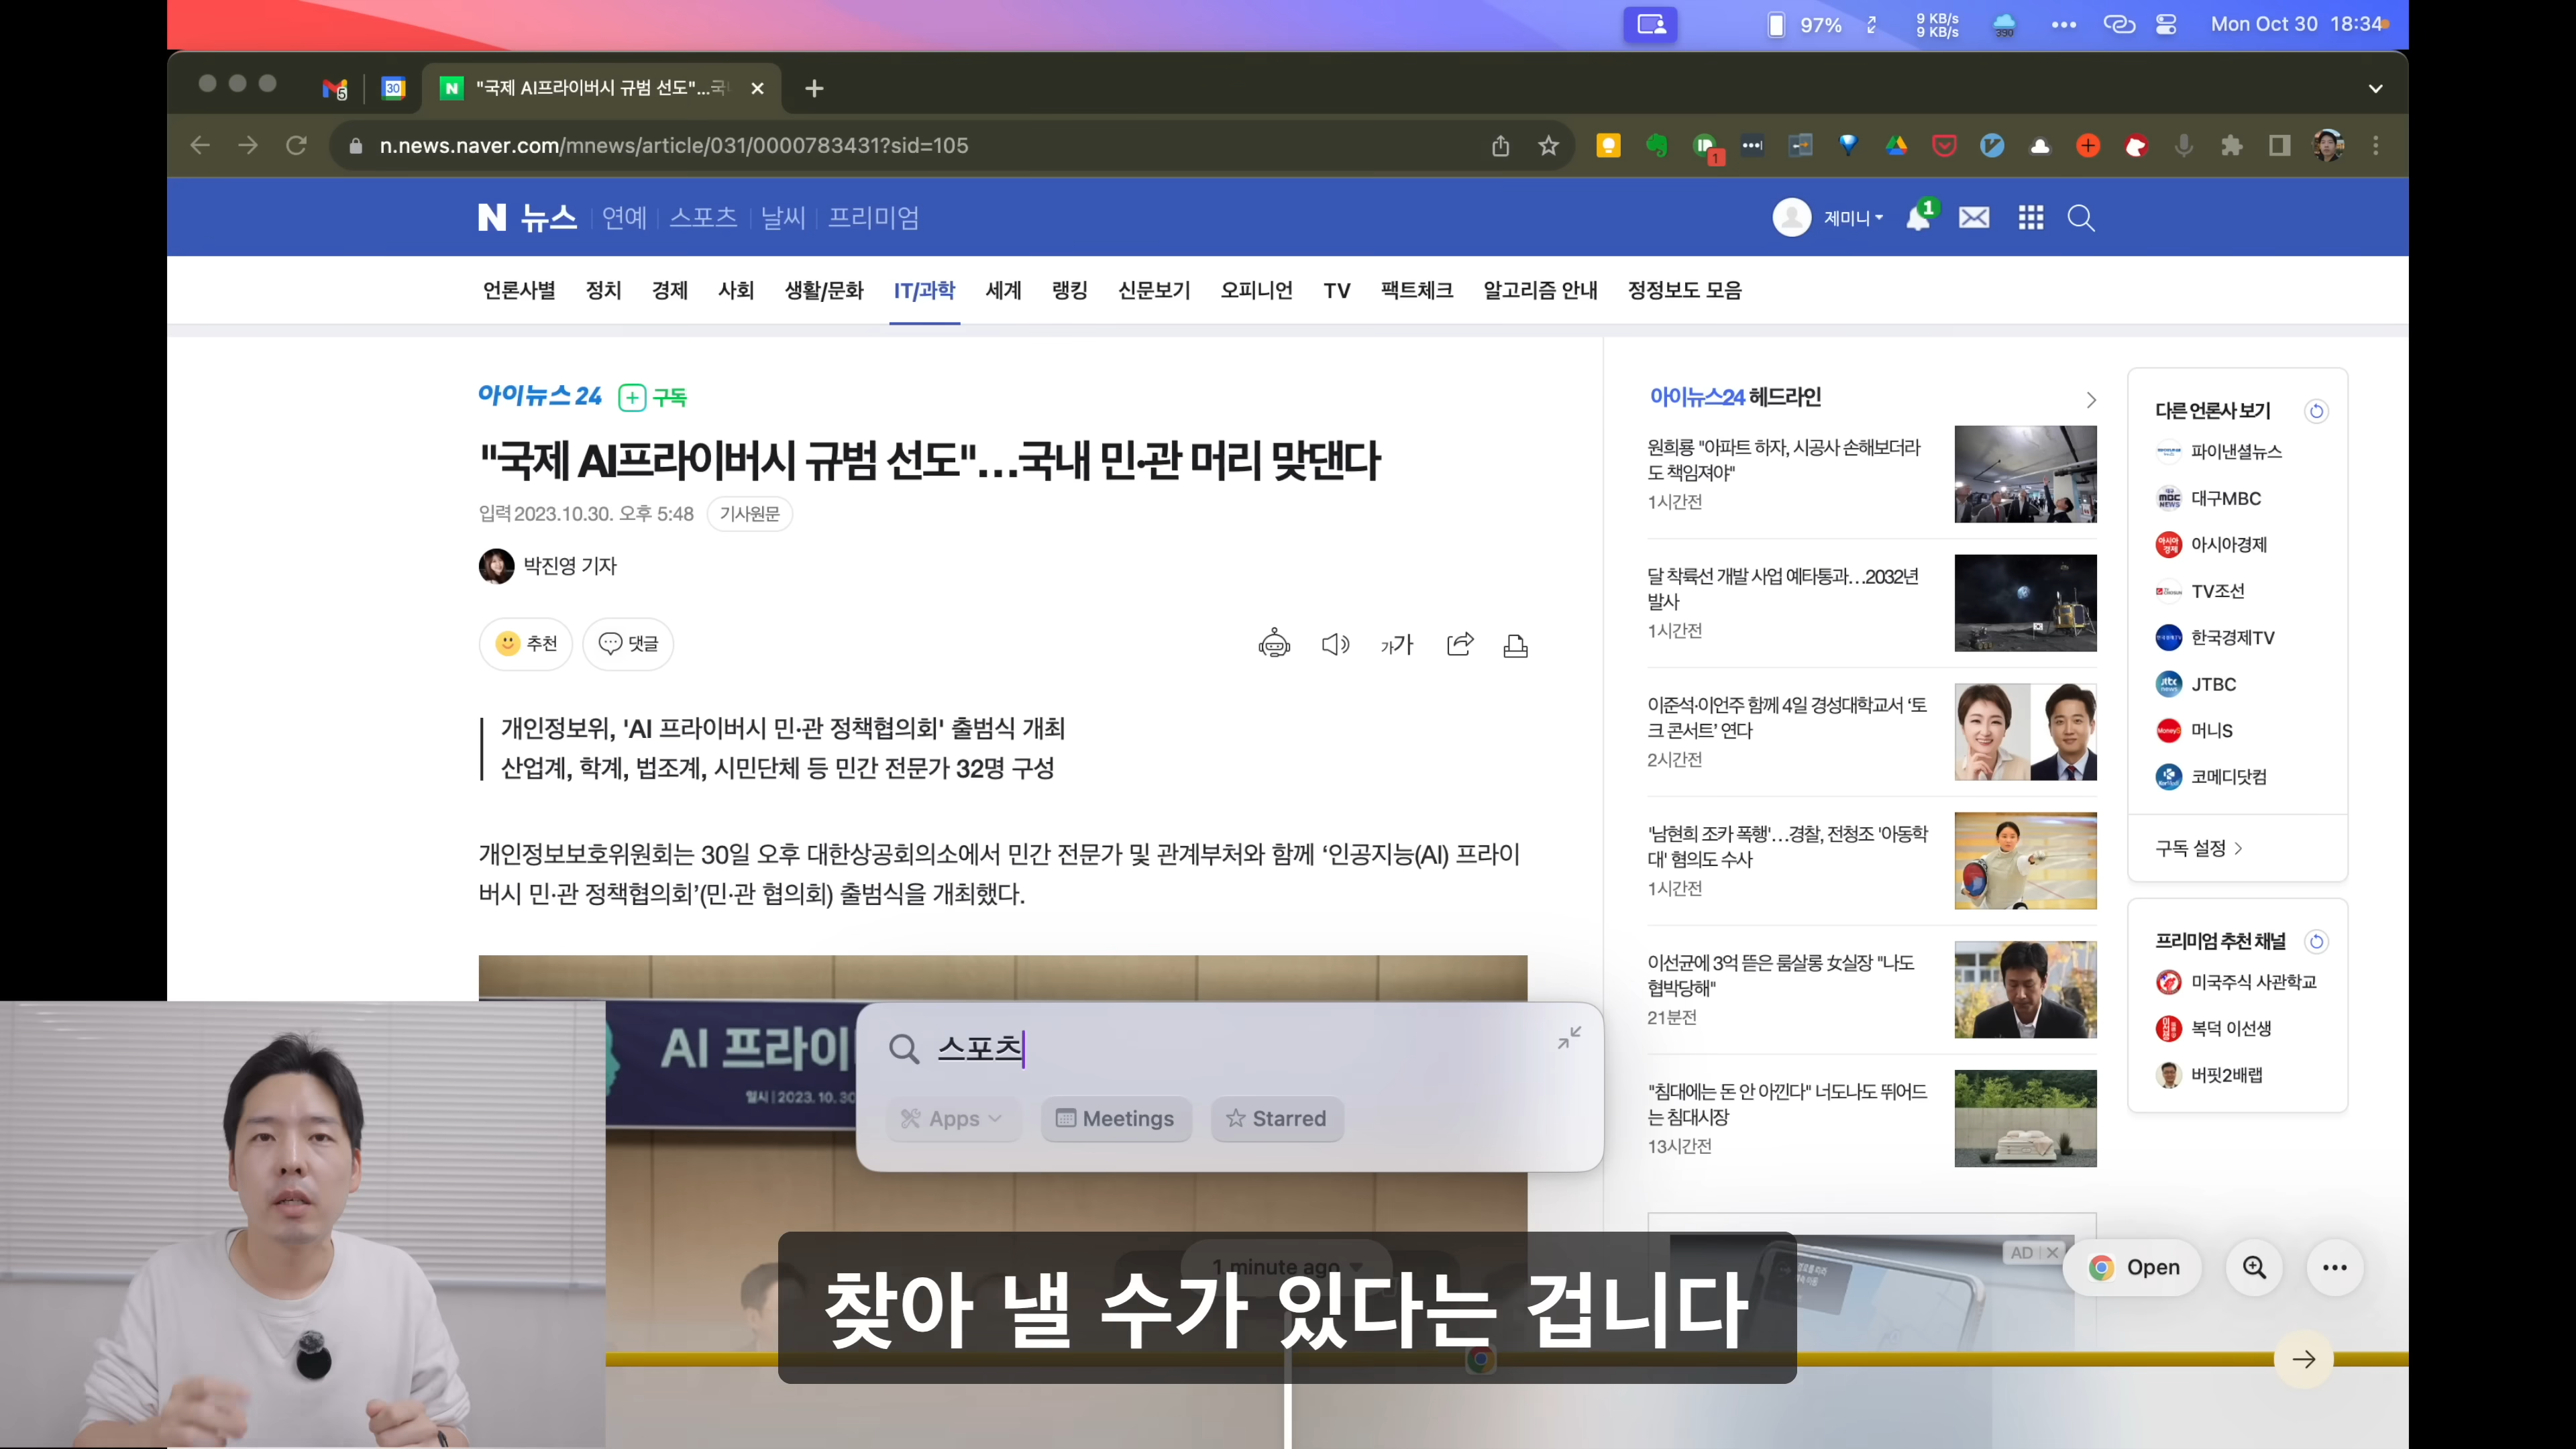 97%
9 KB/s
9 KB/s
390
Mon Oct 30 18:34
5
30
"국제 AI프라이버시 규범 선도"...국
n.news.naver.com/mnews/article/031/0000783431?sid=105
1
N 뉴스 연예 스포츠 날씨 프리미엄
제미니
1
언론사별 정치 경제 사회 생활/문화 IT/과학 세계 랭킹 신문보기 오피니언 TV 팩트체크 알고리즘 안내 정정보도 모음
아이뉴스24 구독
"국제 AI프라이버시 규범 선도"…국내 민·관 머리 맞댄다
입력 2023.10.30. 오후 5:48 기사원문
박진영 기자
추천 댓글
가가
개인정보위, 'AI 프라이버시 민·관 정책협의회' 출범식 개최
산업계, 학계, 법조계, 시민단체 등 민간 전문가 32명 구성
개인정보보호위원회는 30일 오후 대한상공회의소에서 민간 전문가 및 관계부처와 함께 ‘인공지능(AI) 프라이
버시 민·관 정책협의회’(민·관 협의회) 출범식을 개최했다.
AI 프라이
일시 | 2023. 10. 30
아이뉴스24 헤드라인
원희룡 "아파트 하자, 시공사 손해보더라
도 책임져야"
1시간전
달 착륙선 개발 사업 예타통과…2032년
발사
1시간전
이준석·이언주 함께 4일 경성대학교서 ‘토
크 콘서트’ 연다
2시간전
'남현희 조카 폭행'…경찰, 전청조 '아동학
대' 혐의도 수사
1시간전
이선균에 3억 뜯은 룸살롱 女실장 "나도
협박당해"
21분전
"침대에는 돈 안 아낀다" 너도나도 뛰어드
는 침대시장
13시간전
AD
다른 언론사 보기
파이낸셜뉴스
대구MBC
아시아경제
TV조선
한국경제TV
JTBC
머니S
코메디닷컴
구독 설정
프리미엄 추천 채널
미국주식 사관학교
복덕 이선생
버핏2배랩
스포츠
Apps Meetings Starred
1 minute ago
Open
찾아 낼 수가 있다는 겁니다